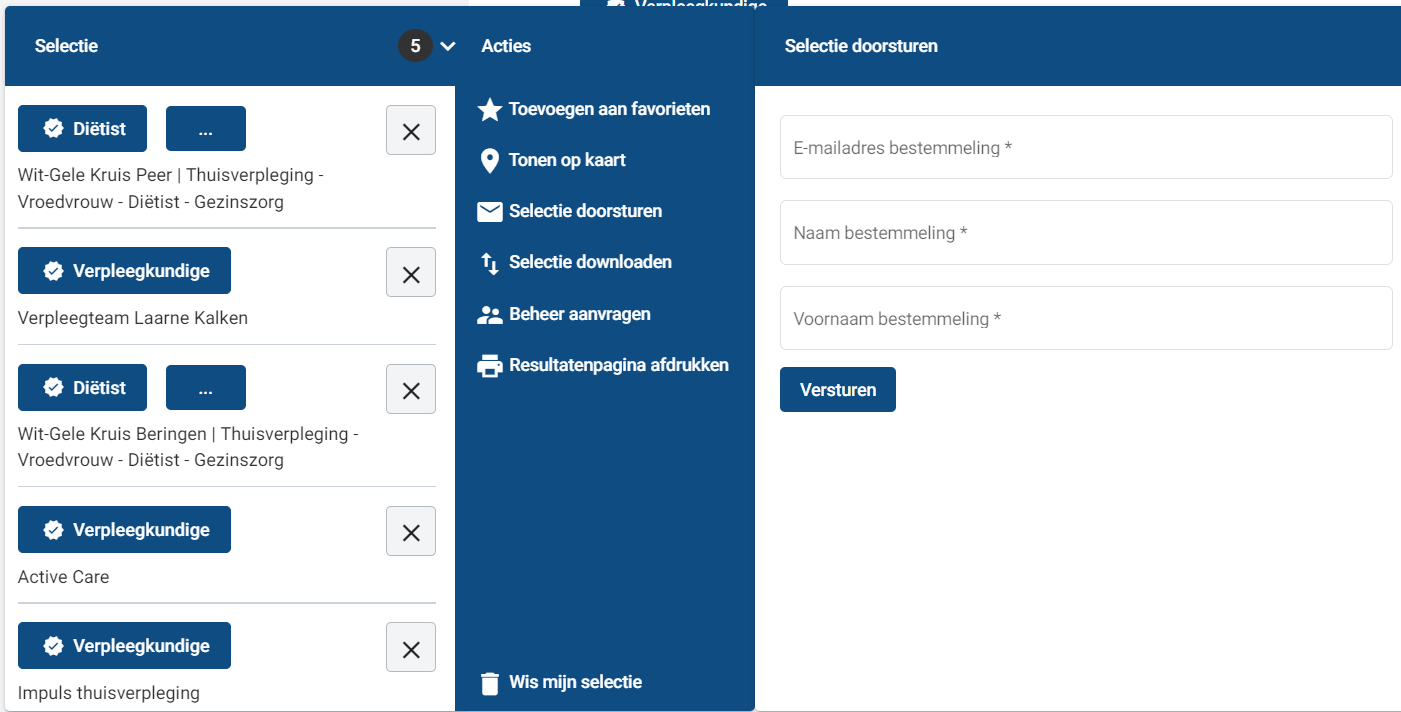 Verpleegkundige
Selectie
5
Diëtist
...
Wit-Gele Kruis Peer | Thuisverpleging -
Vroedvrouw - Diëtist - Gezinszorg
Verpleegkundige
Verpleegteam Laarne Kalken
Diëtist
...
Wit-Gele Kruis Beringen | Thuisverpleging -
Vroedvrouw - Diëtist - Gezinszorg
Verpleegkundige
Active Care
Verpleegkundige
Impuls thuisverpleging
Acties
Toevoegen aan favorieten
Tonen op kaart
Selectie doorsturen
Selectie downloaden
Beheer aanvragen
Resultatenpagina afdrukken
Wis mijn selectie
Selectie doorsturen
E-mailadres bestemmeling *
Naam bestemmeling *
Voornaam bestemmeling *
Versturen